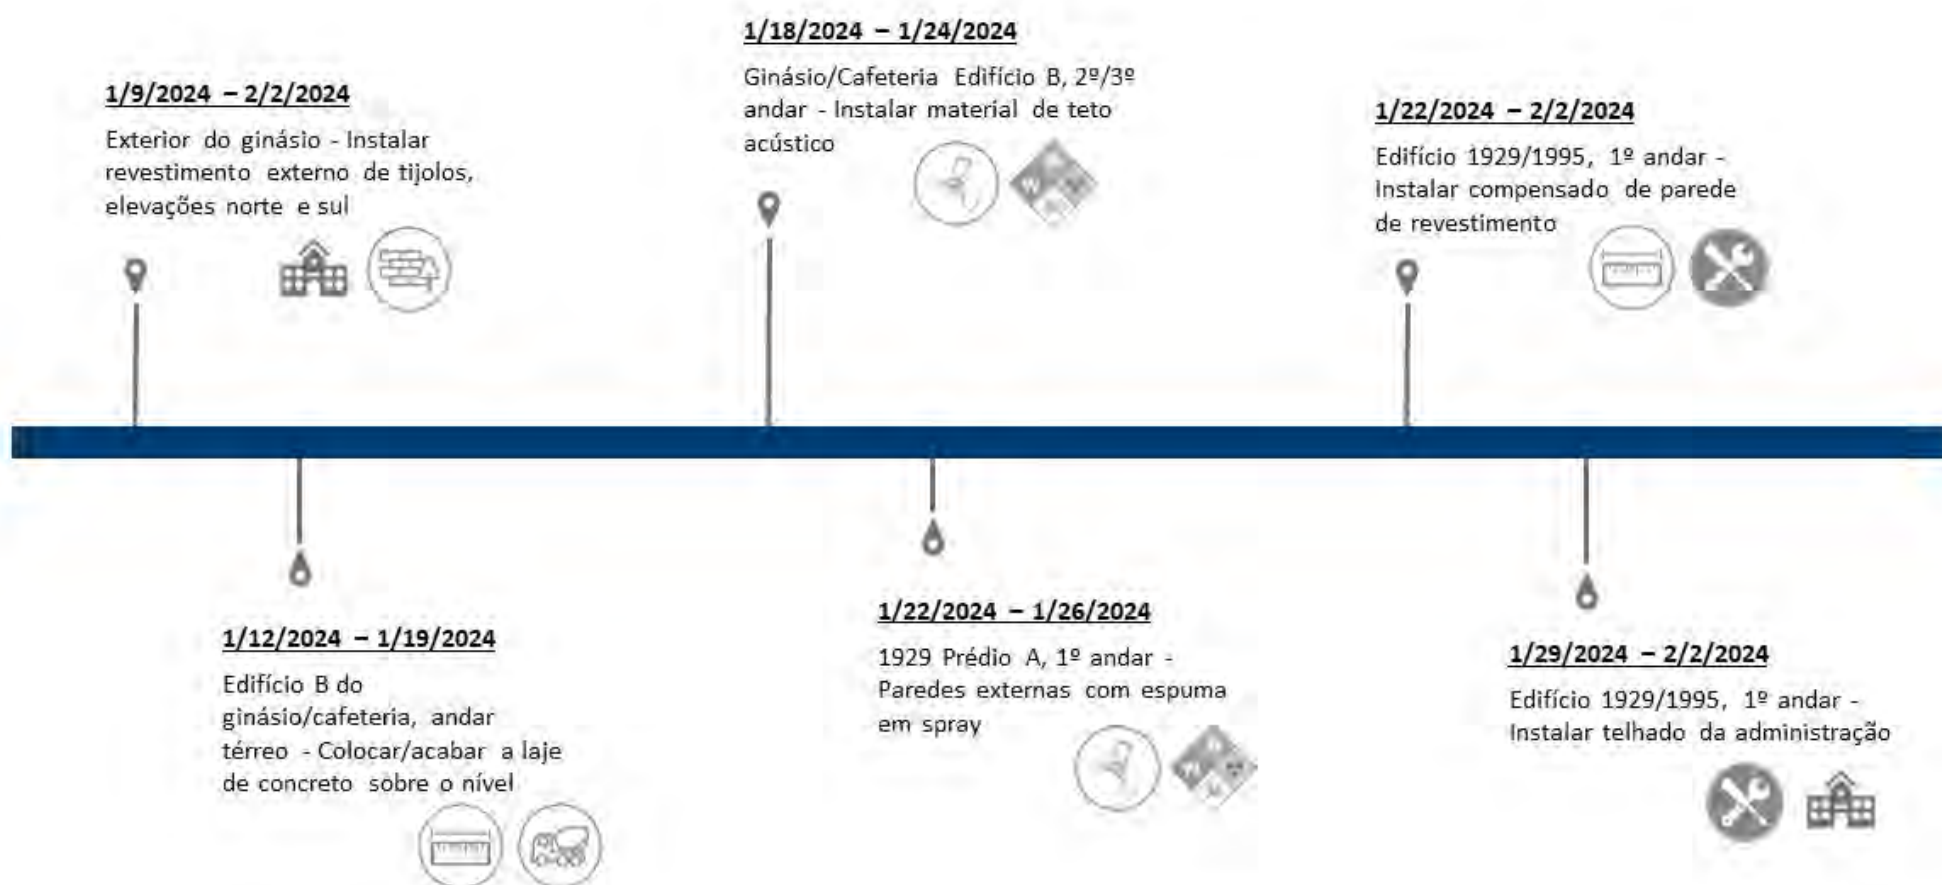 1/9/2024 – 2/2/2024
Exterior do ginásio - Instalar
revestimento externo de tijolos,
elevações norte e sul
1/18/2024 – 1/24/2024
Ginásio/Cafeteria Edifício B, 2º/3º
andar - Instalar material de teto
acústico
1/22/2024 – 2/2/2024
Edifício 1929/1995, 1º andar -
Instalar compensado de parede
de revestimento
1/12/2024 – 1/19/2024
Edifício B do
ginásio/cafeteria, andar
térreo - Colocar/acabar a laje
de concreto sobre o nível
1/22/2024 – 1/26/2024
1929 Prédio A, 1º andar -
Paredes externas com espuma
em spray
1/29/2024 – 2/2/2024
Edifício 1929/1995, 1º andar -
Instalar telhado da administração